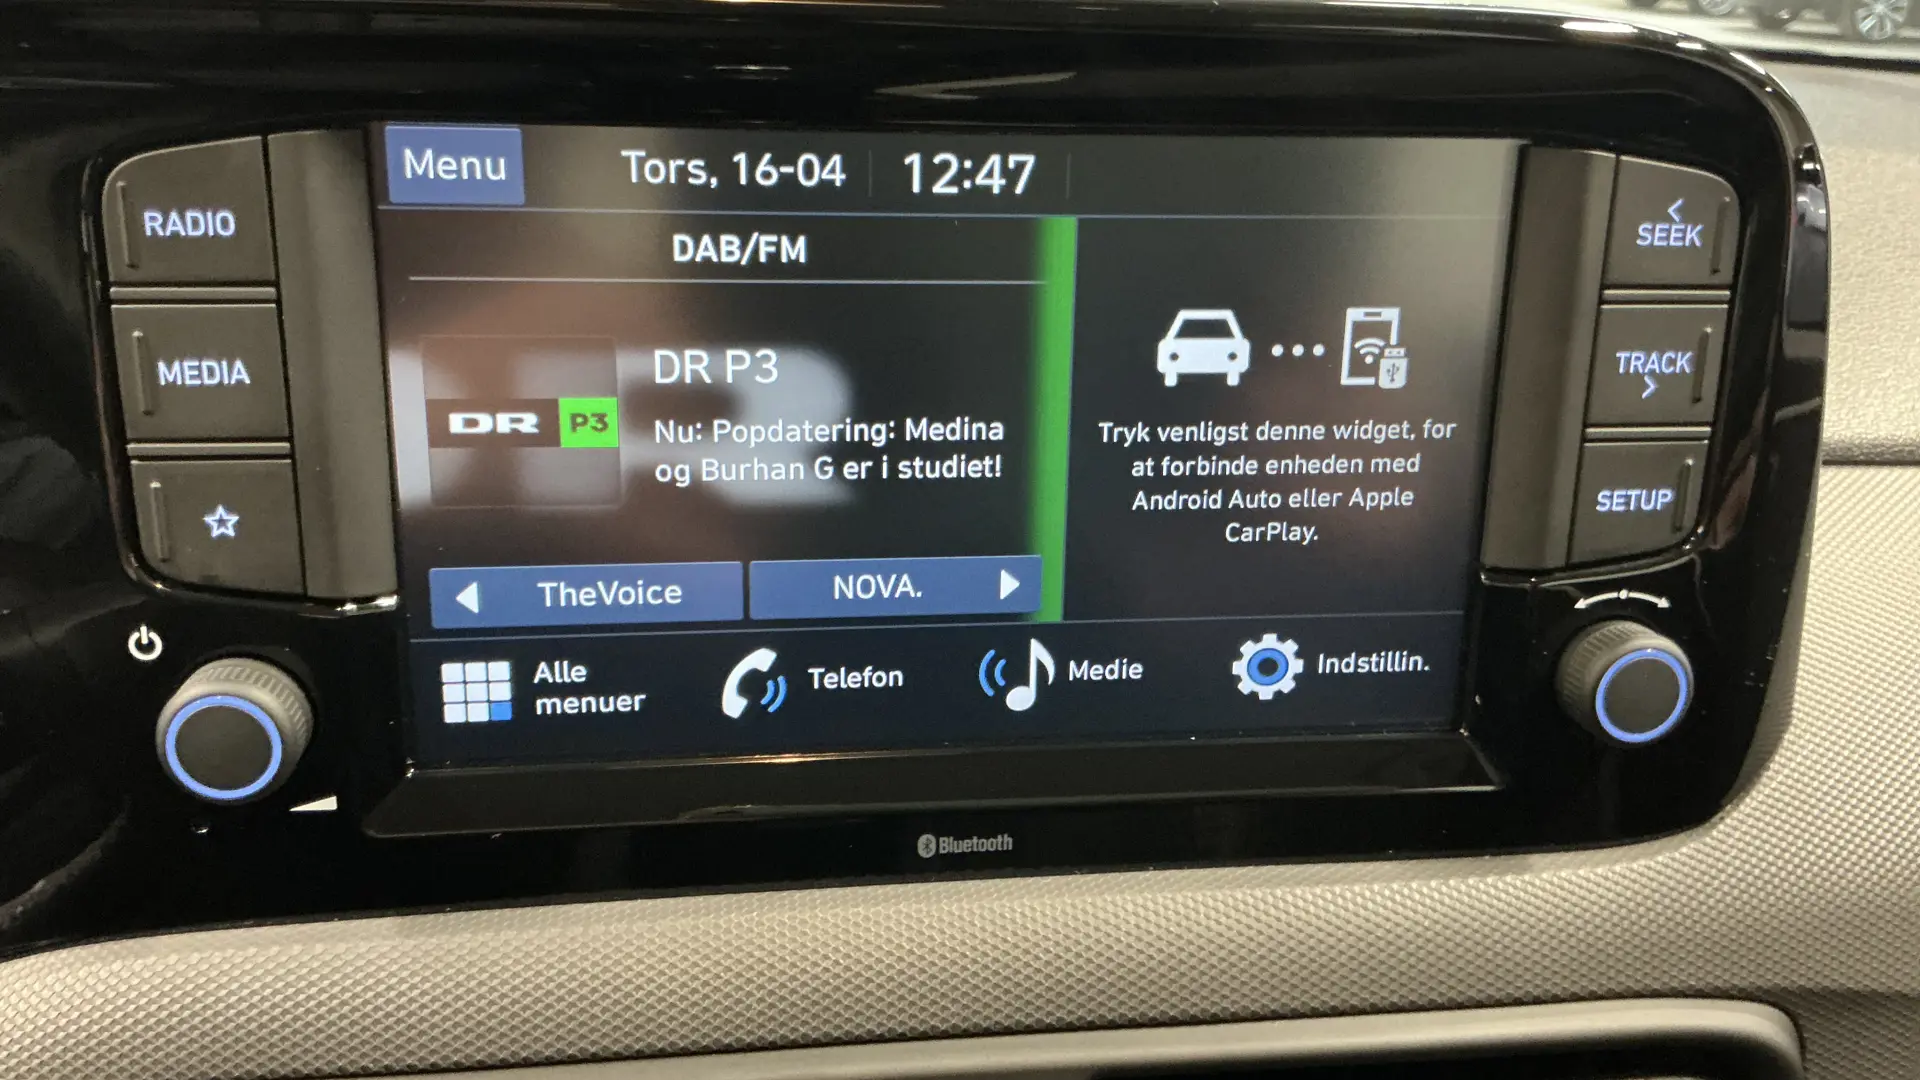 Menu
Tors, 16-04
12:47
RADIO
MEDIA
DAB/FM
DR P3
DR P3
Nu: Popdatering: Medina
og Burhan G er i studiet!
TheVoice
NOVA.
Tryk venligst denne widget, for
at forbinde enheden med
Android Auto eller Apple
CarPlay.
Alle
menuer
Telefon
Medie
Indstillin.
SEEK
TRACK
SETUP
Bluetooth